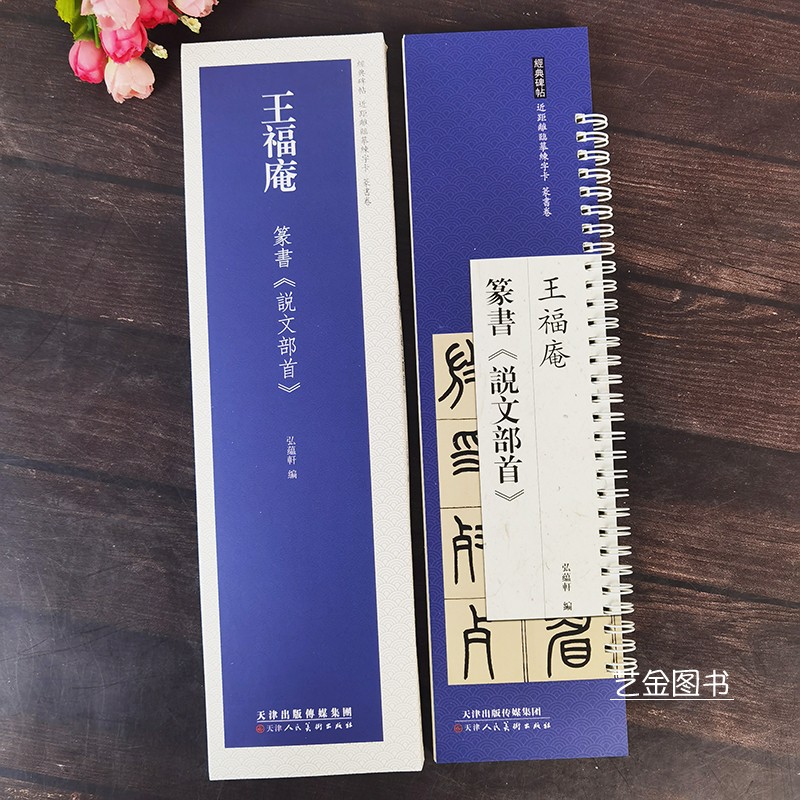 經典碑帖 近距離臨摹練字卡 篆書卷
王福庵
篆書《説文部首》
弘蘊軒 編
天津出版傳媒集團
天津人民美術出版社
經典碑帖 近距離臨摹練字卡 篆書卷
王福庵
篆書《説文部首》
弘蘊軒 編
眉
天津出版传媒集团
天津人民美術出版社
艺金图书